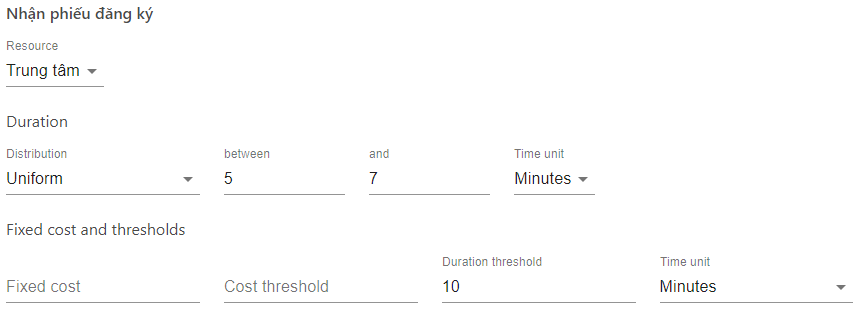 Nhận phiếu đăng ký
Resource
Trung tâm
Duration
Distribution between and Time unit
Uniform 5 7 Minutes
Fixed cost and thresholds
Duration threshold Time unit
Fixed cost Cost threshold 10 Minutes